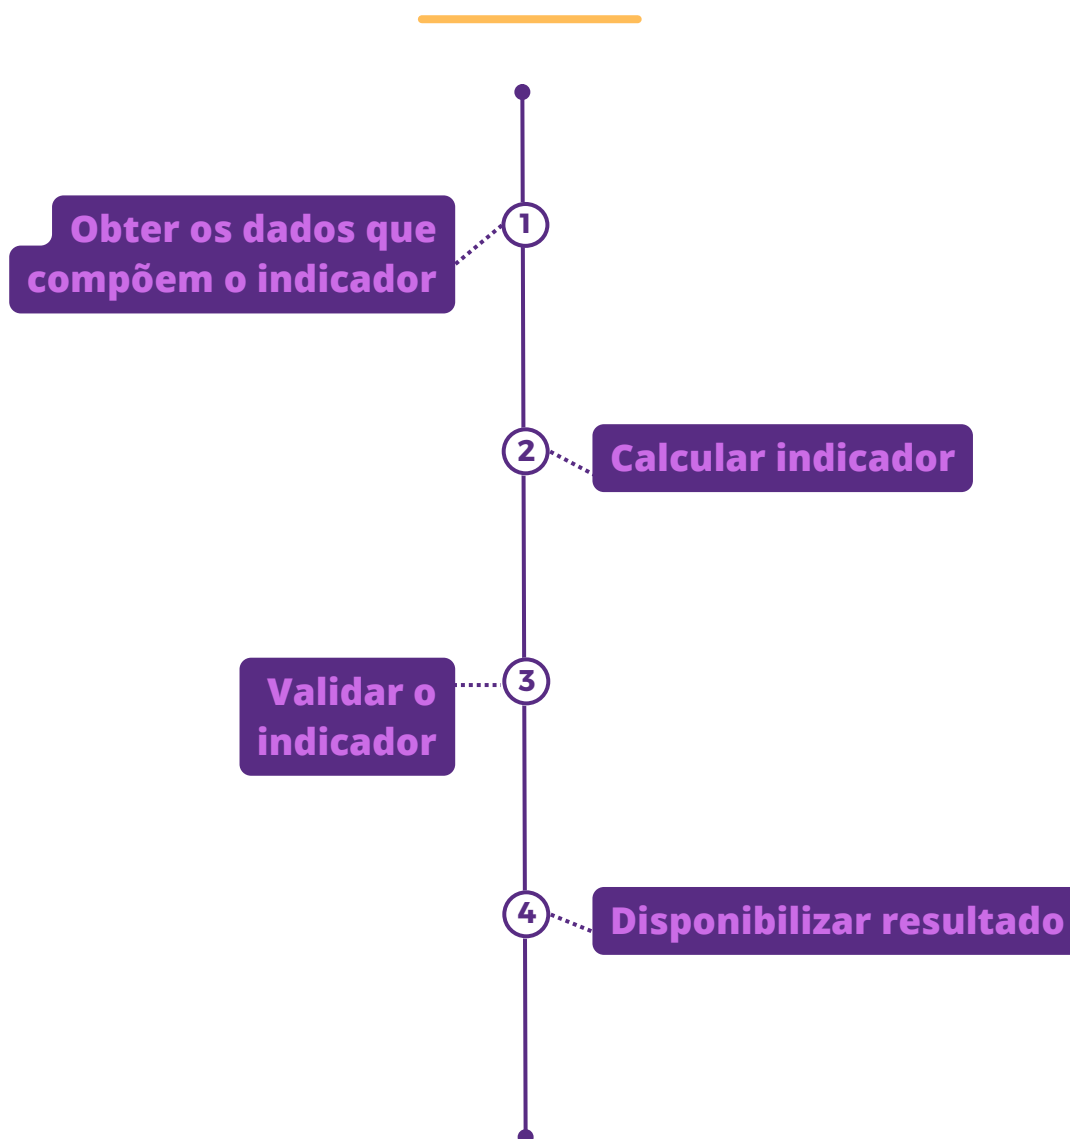 1
Obter os dados que
compõem o indicador
2
Calcular indicador
3
Validar o
indicador
4
Disponibilizar resultado